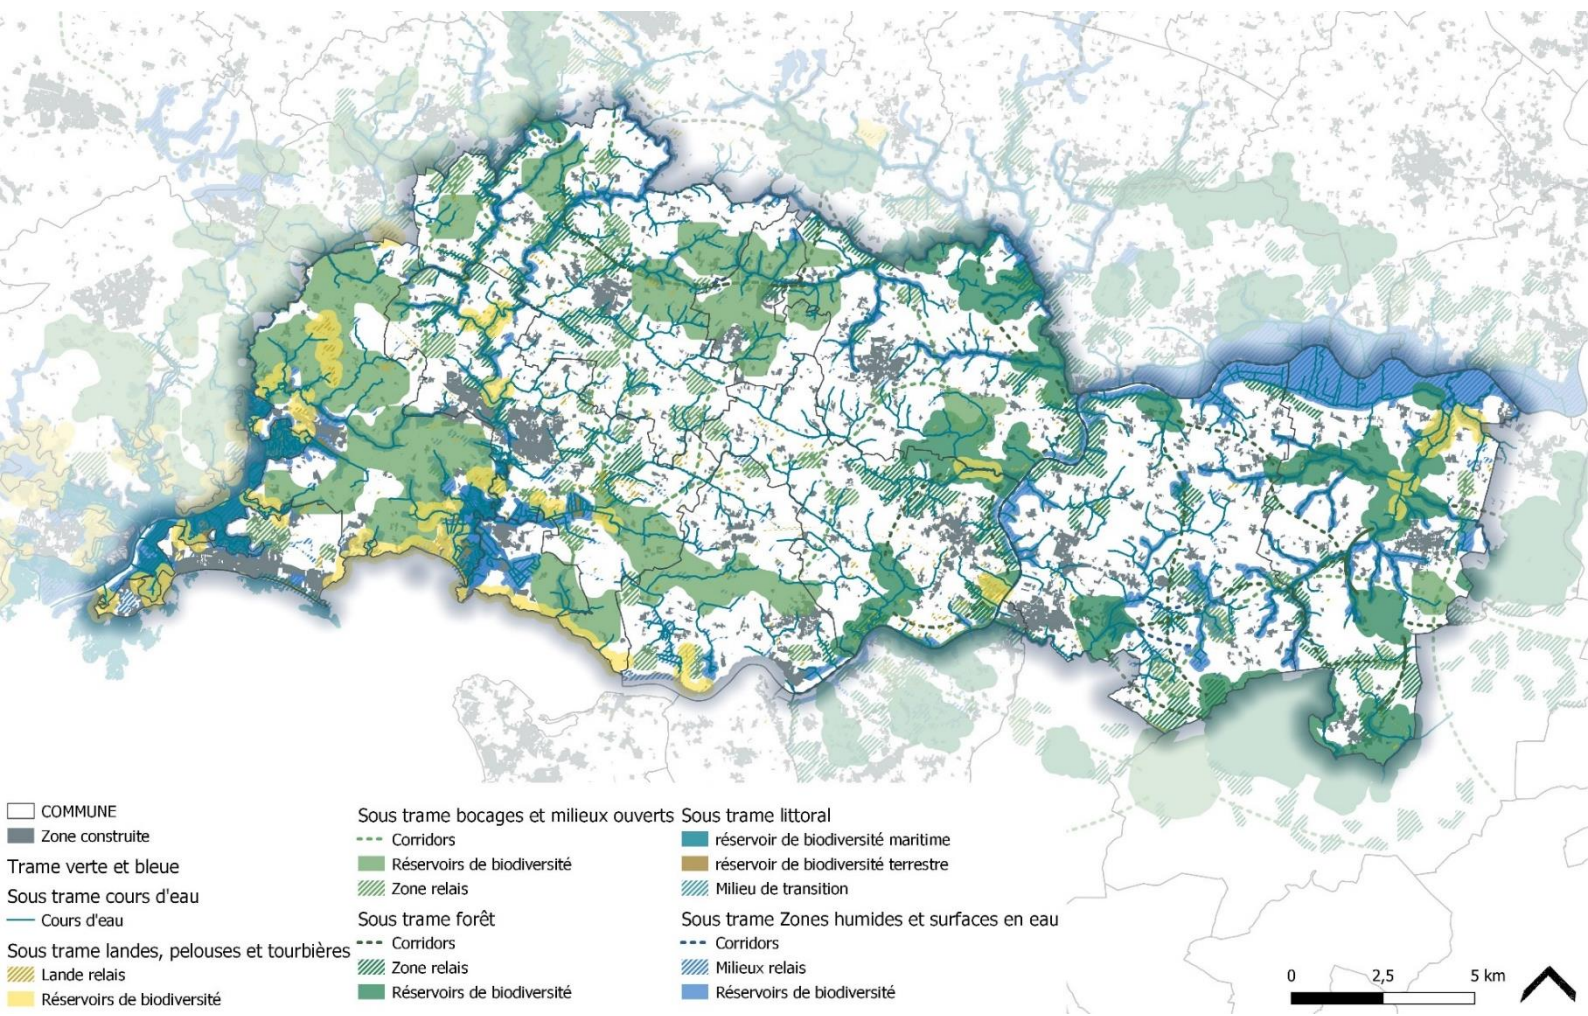 COMMUNE
Zone construite
Trame verte et bleue
Sous trame cours d'eau
Cours d'eau
Sous trame landes, pelouses et tourbières
Lande relais
Réservoirs de biodiversité
Sous trame bocages et milieux ouverts
Corridors
Réservoirs de biodiversité
Zone relais
Sous trame forêt
Corridors
Zone relais
Réservoirs de biodiversité
Sous trame littoral
réservoir de biodiversité maritime
réservoir de biodiversité terrestre
Milieu de transition
Sous trame Zones humides et surfaces en eau
Corridors
Milieux relais
Réservoirs de biodiversité
0 2,5 5 km